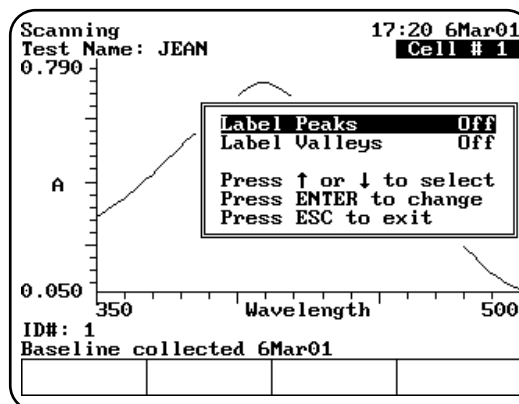 Scanning 17:20 6Mar01
Test Name: JEAN Cell # 1
0.790
Label Peaks Off
Label Valleys Off
A
Press ↑ or ↓ to select
Press ENTER to change
Press ESC to exit
0.050
350 Wavelength 500
ID#: 1
Baseline collected 6Mar01